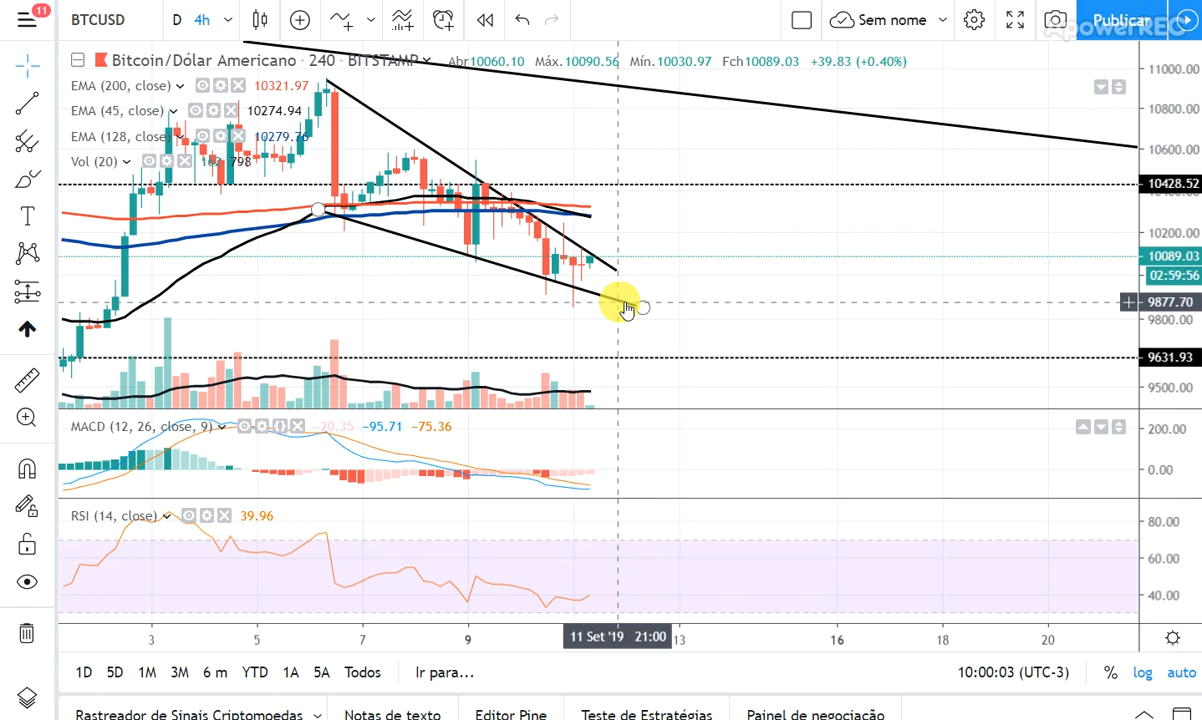 11
BTCUSD D 4h Sem nome Publicar
ApowerREC
Bitcoin/Dólar Americano · 240 · BITSTAMP Abr10060.10 Máx.10090.56 Mín.10030.97 Fch10089.03 +39.83 (+0.40%)
EMA (200, close) 10321.97
EMA (45, close) 10274.94
EMA (128, close) 10279.76
Vol (20) 798
11000.00
10800.00
10600.00
10428.52
10400.00
10200.00
10089.03
02:59:56
9877.70
9800.00
9631.93
9500.00
MACD (12, 26, close, 9) −70.35 −95.71 −75.36
200.00
0.00
RSI (14, close) 39.96
80.00
60.00
40.00
3 5 7 9 11 Set '19 21:00 13 16 18 20
1D 5D 1M 3M 6 m YTD 1A 5A Todos Ir para... 10:00:03 (UTC-3) % log auto
Rastreador de Sinais Criptomoedas Notas de texto Editor Pine Teste de Estratégias Painel de negociação